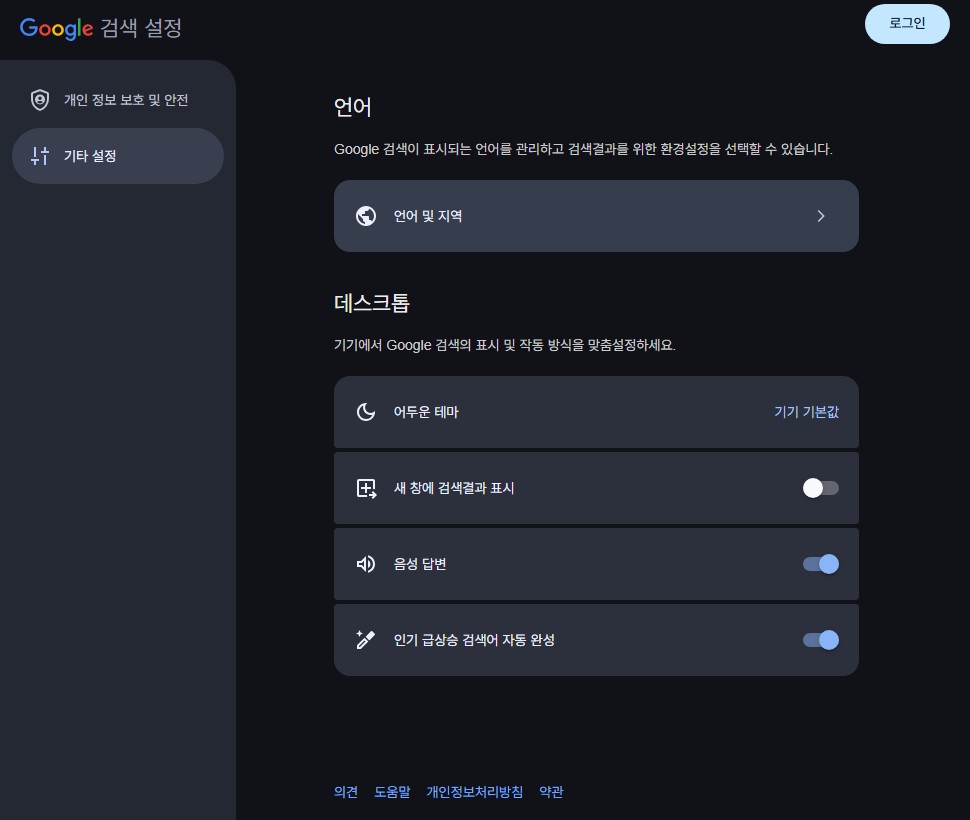 Google 검색 설정
로그인
개인 정보 보호 및 안전
기타 설정
언어
Google 검색이 표시되는 언어를 관리하고 검색결과를 위한 환경설정을 선택할 수 있습니다.
언어 및 지역
데스크톱
기기에서 Google 검색의 표시 및 작동 방식을 맞춤설정하세요.
어두운 테마
기기 기본값
새 창에 검색결과 표시
음성 답변
인기 급상승 검색어 자동 완성
의견 도움말 개인정보처리방침 약관